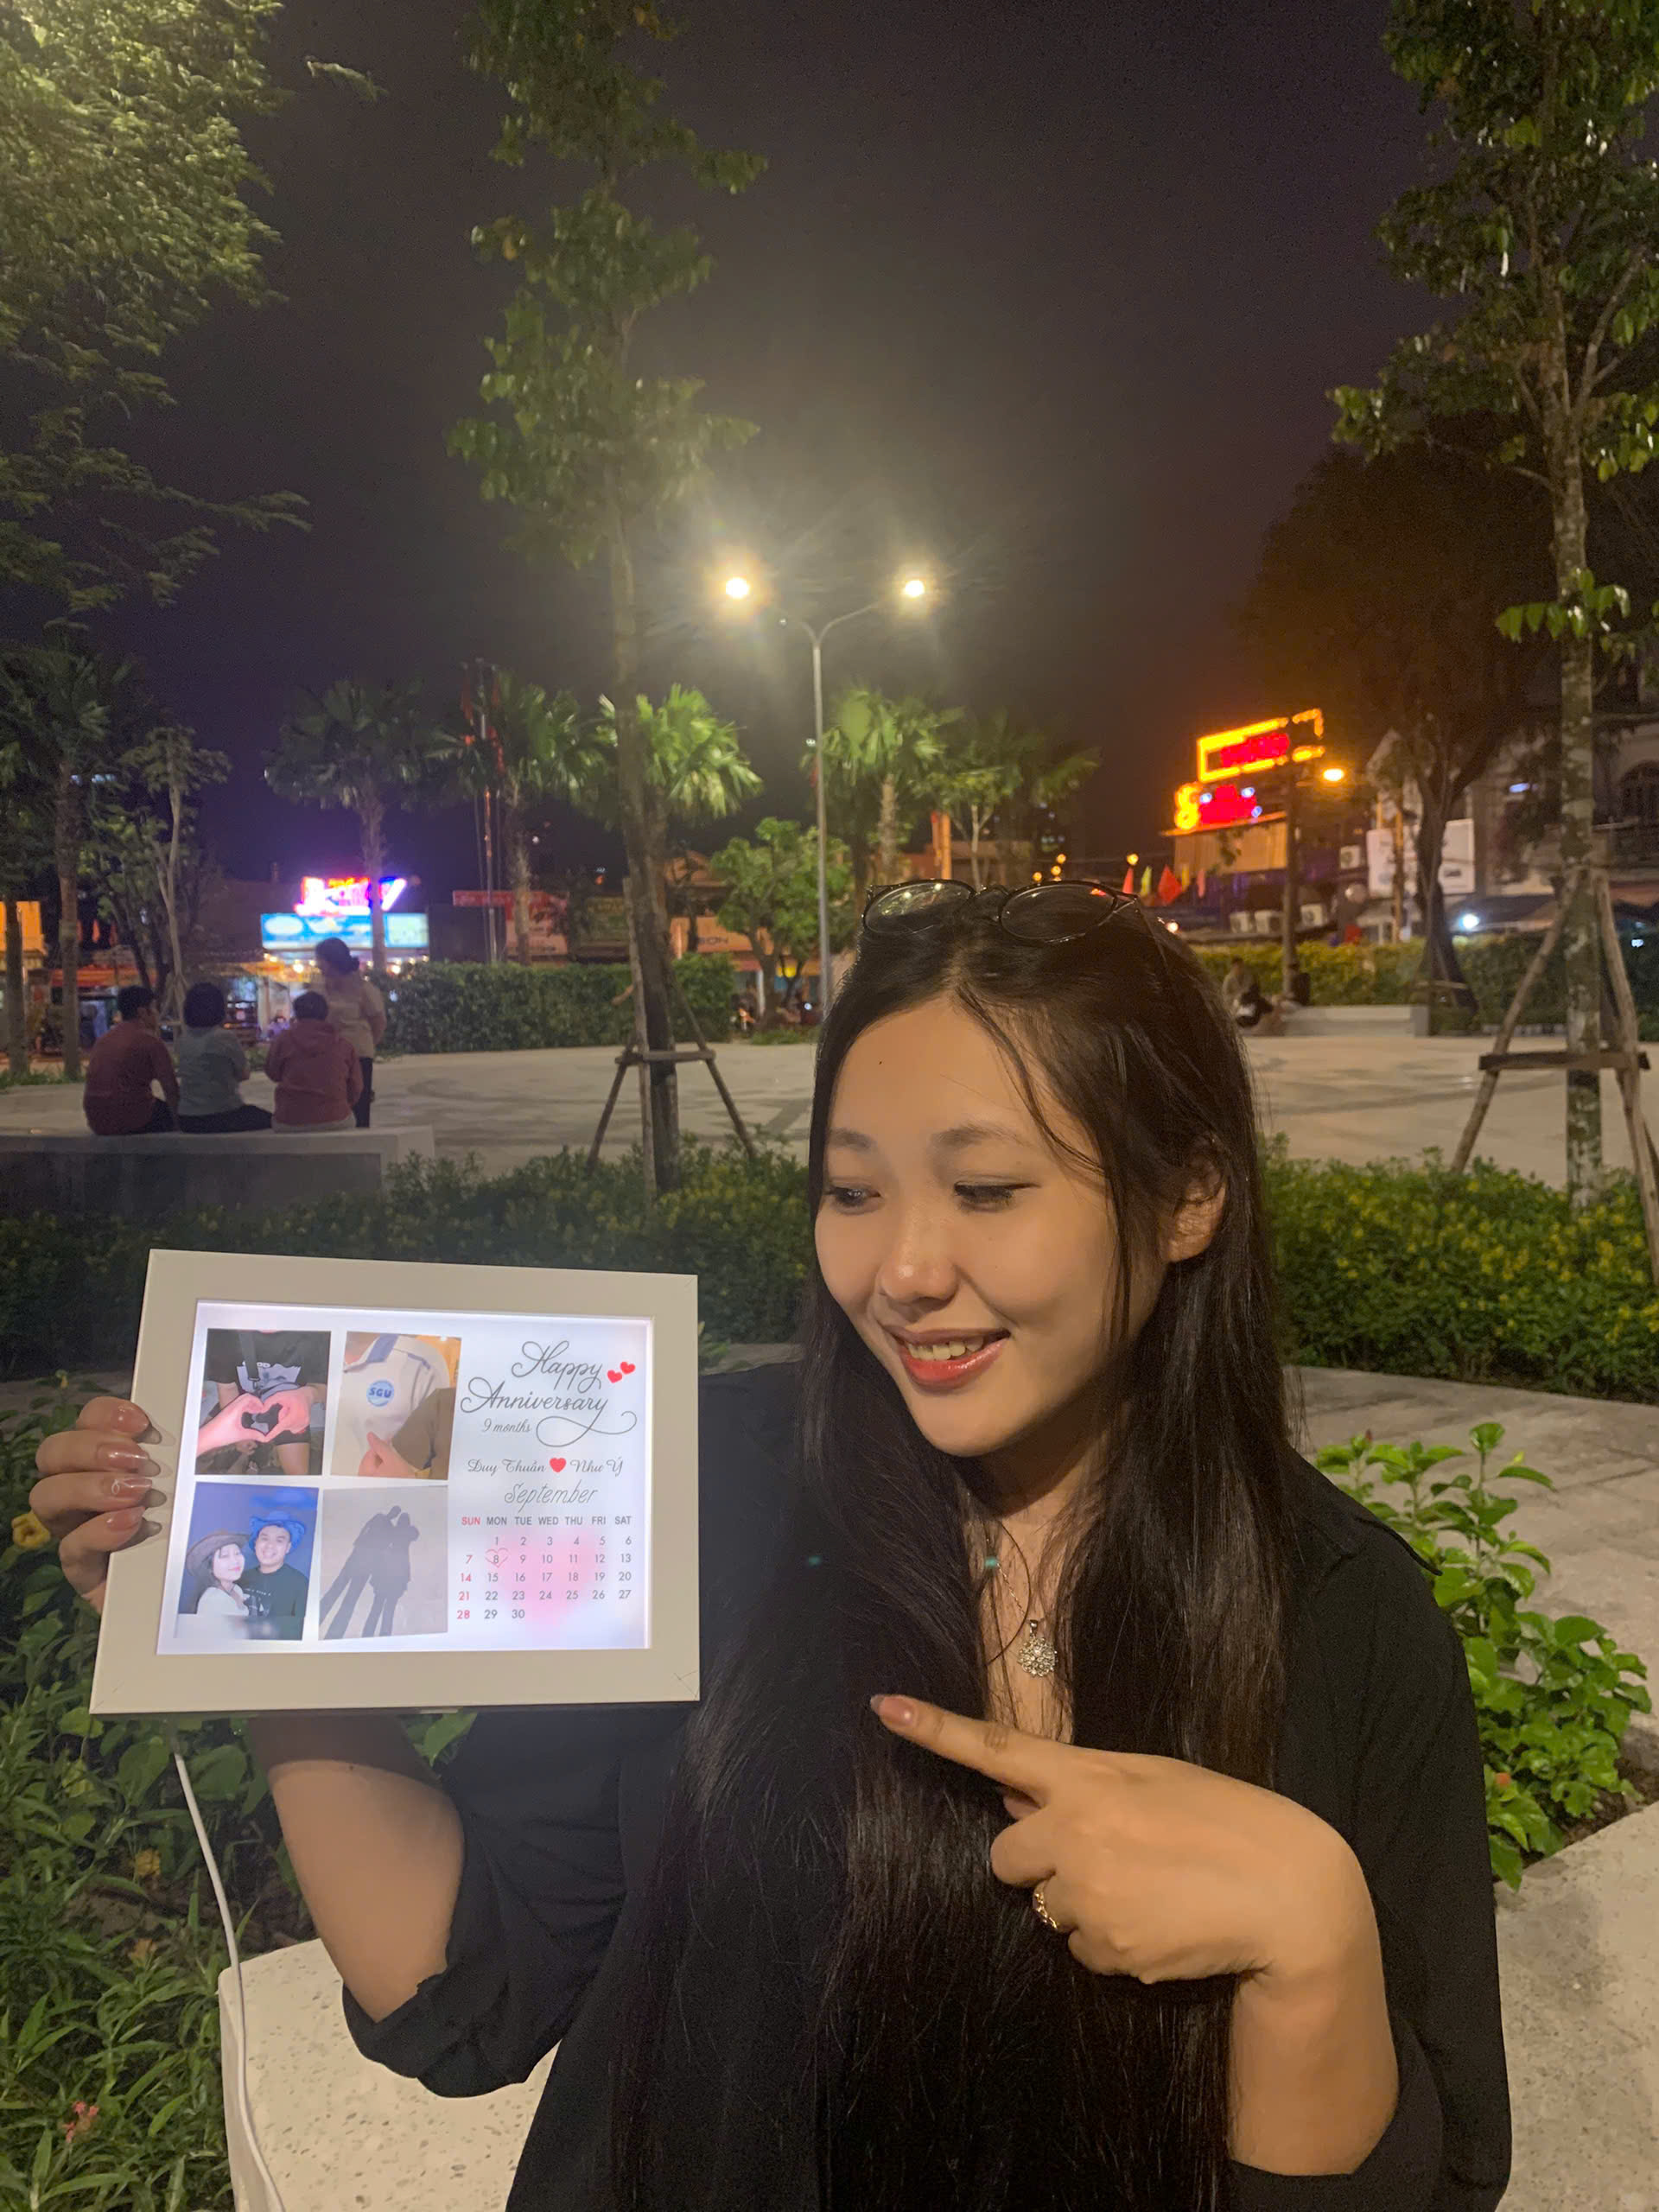 SGU
Happy
Anniversary
9 months
Duy Thuân Như Ý
September
SUN MON TUE WED THU FRI SAT
1 2 3 4 5 6
7 8 9 10 11 12 13
14 15 16 17 18 19 20
21 22 23 24 25 26 27
28 29 30